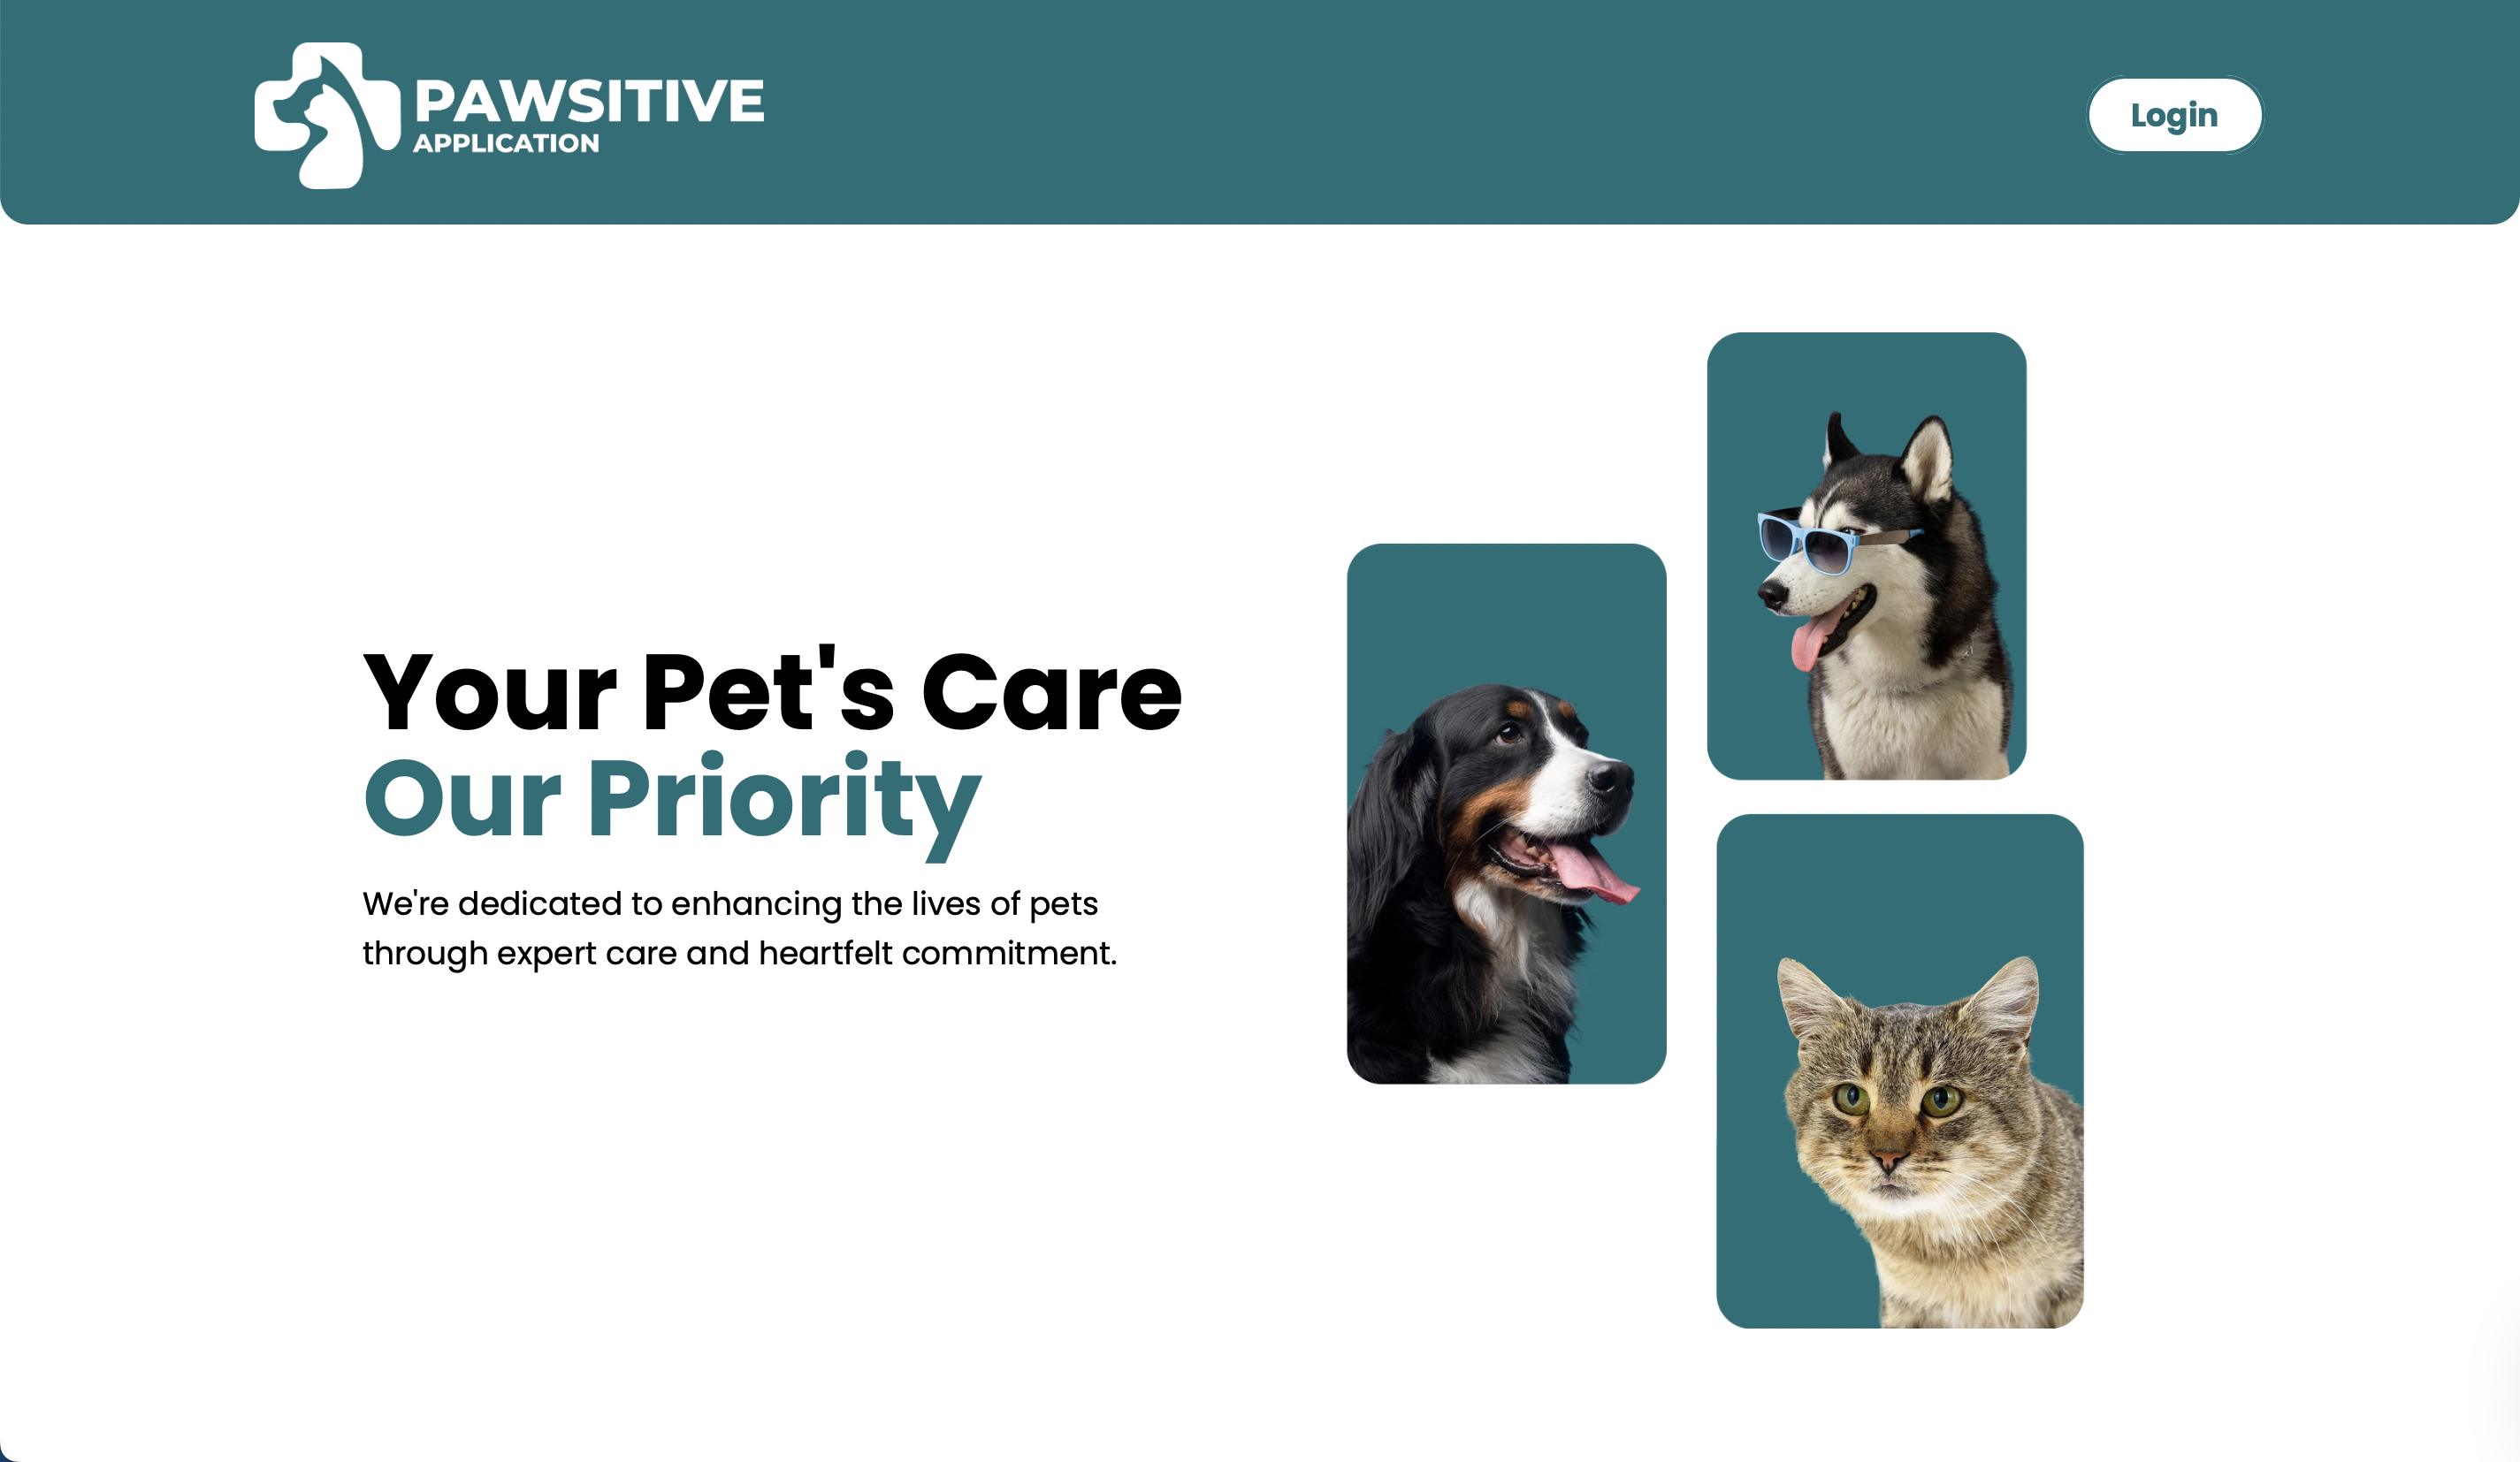 PAWSITIVE
APPLICATION
Login
Your Pet's Care
Our Priority
We're dedicated to enhancing the lives of pets
through expert care and heartfelt commitment.